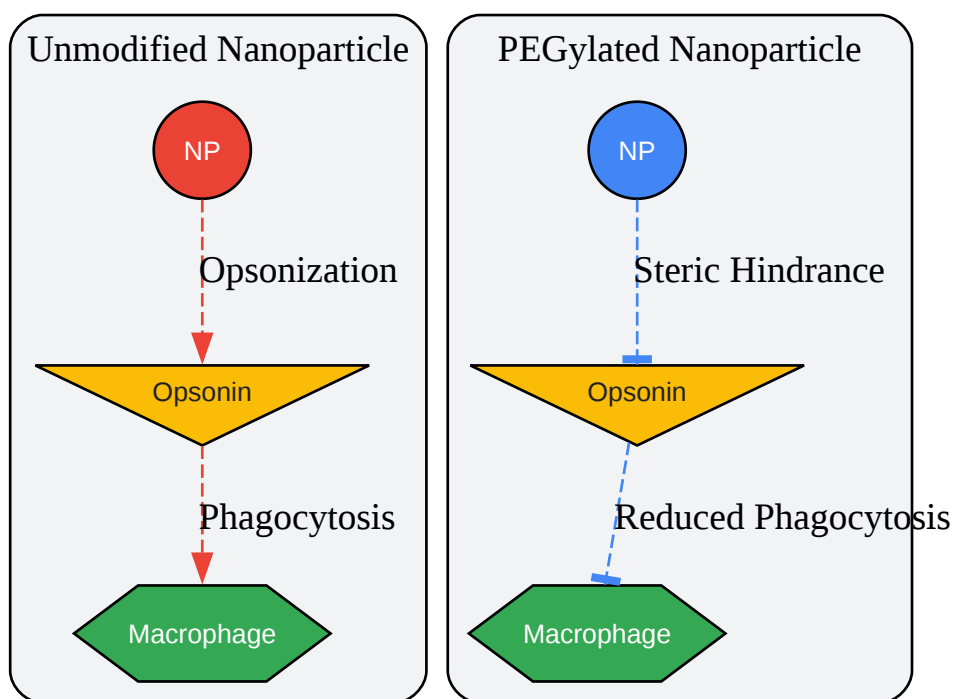 Unmodified Nanoparticle
NP
Opsonization
Opsonin
Phagocytosis
Macrophage
PEGylated Nanoparticle
NP
Steric Hindrance
Opsonin
Reduced Phagocytosis
Macrophage